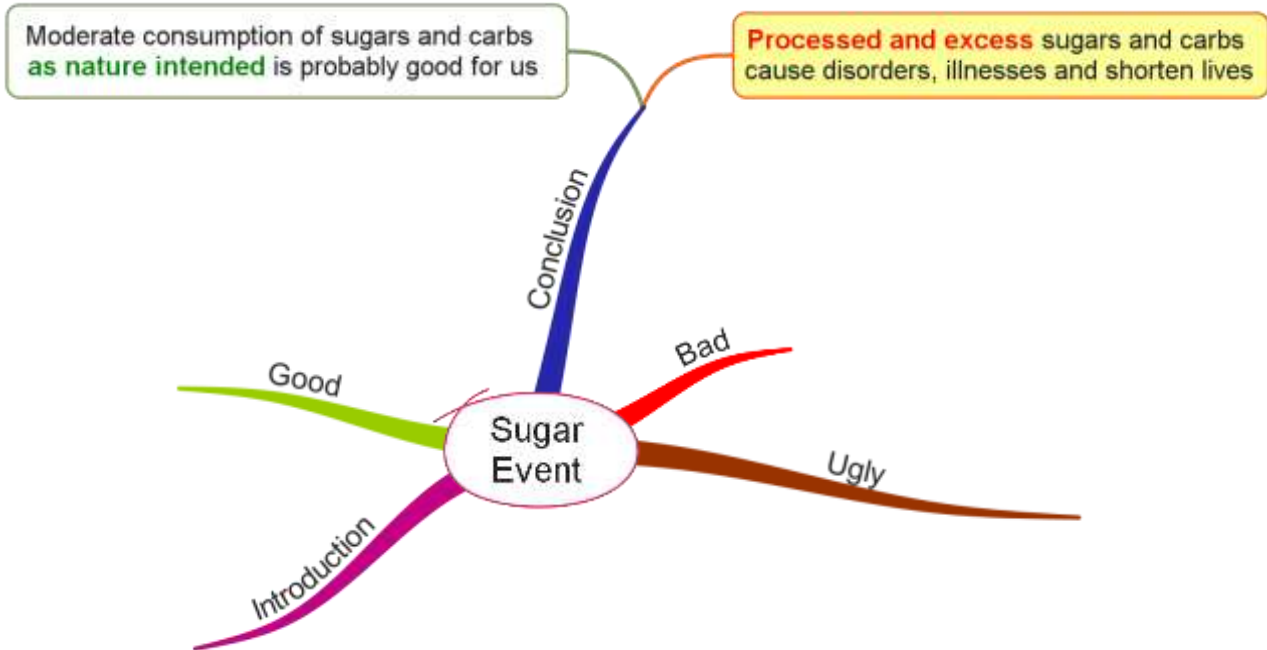 Moderate consumption of sugars and carbs
as nature intended is probably good for us
Processed and excess sugars and carbs
cause disorders, illnesses and shorten lives
Conclusion
Bad
Good
Sugar
Event
Ugly
Introduction